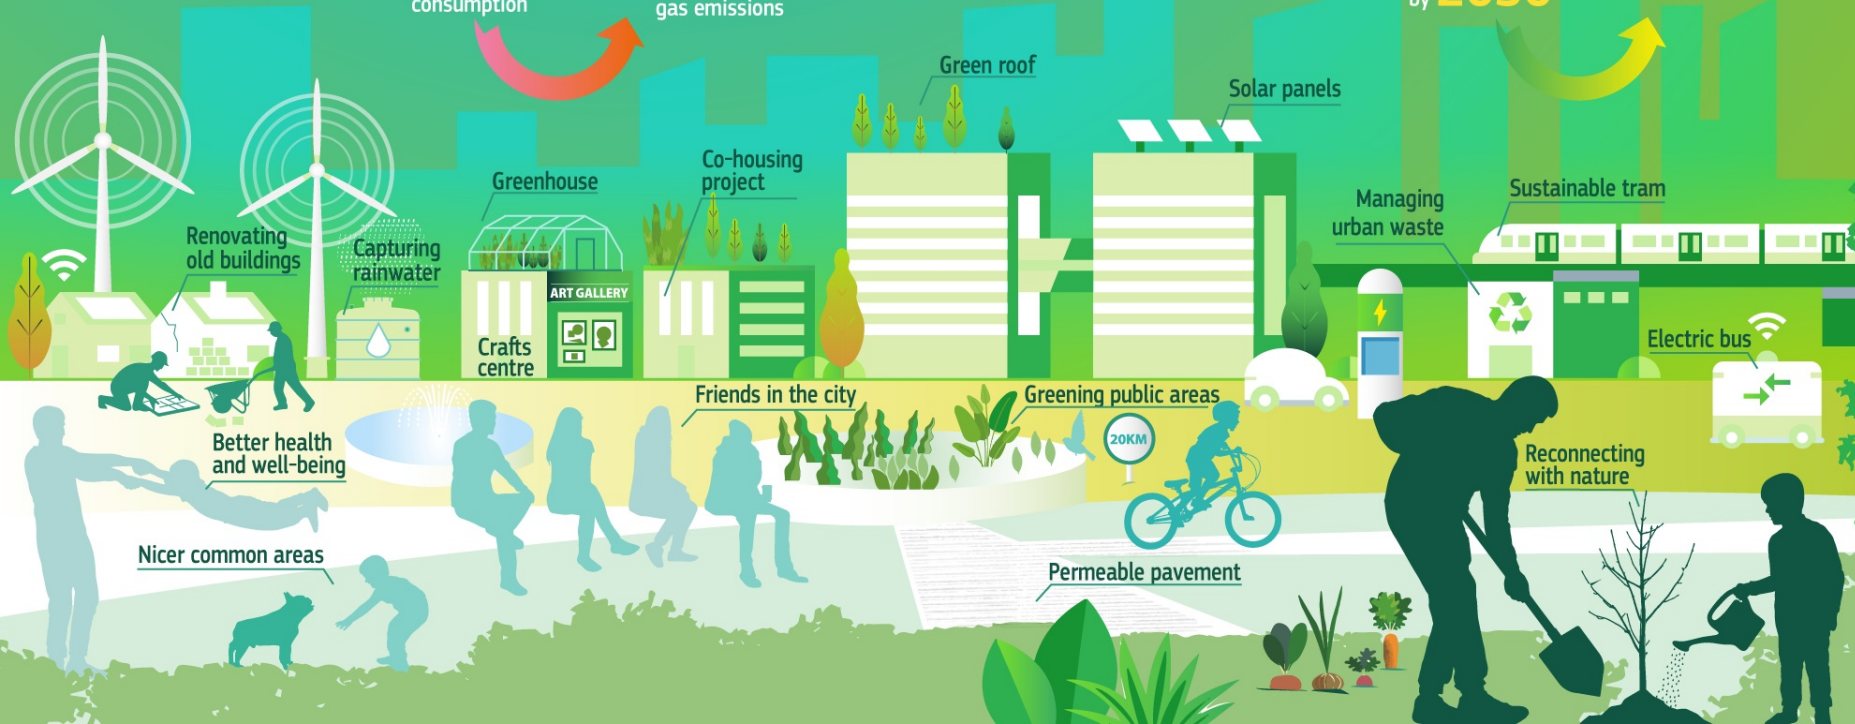 consumption
gas emissions
by
Green roof
Solar panels
Co-housing
project
Greenhouse
Sustainable tram
Managing
urban waste
Renovating
old buildings
Capturing
rainwater
ART GALLERY
Crafts
centre
Electric bus
Friends in the city
Greening public areas
20KM
Better health
and well-being
Reconnecting
with nature
Nicer common areas
Permeable pavement